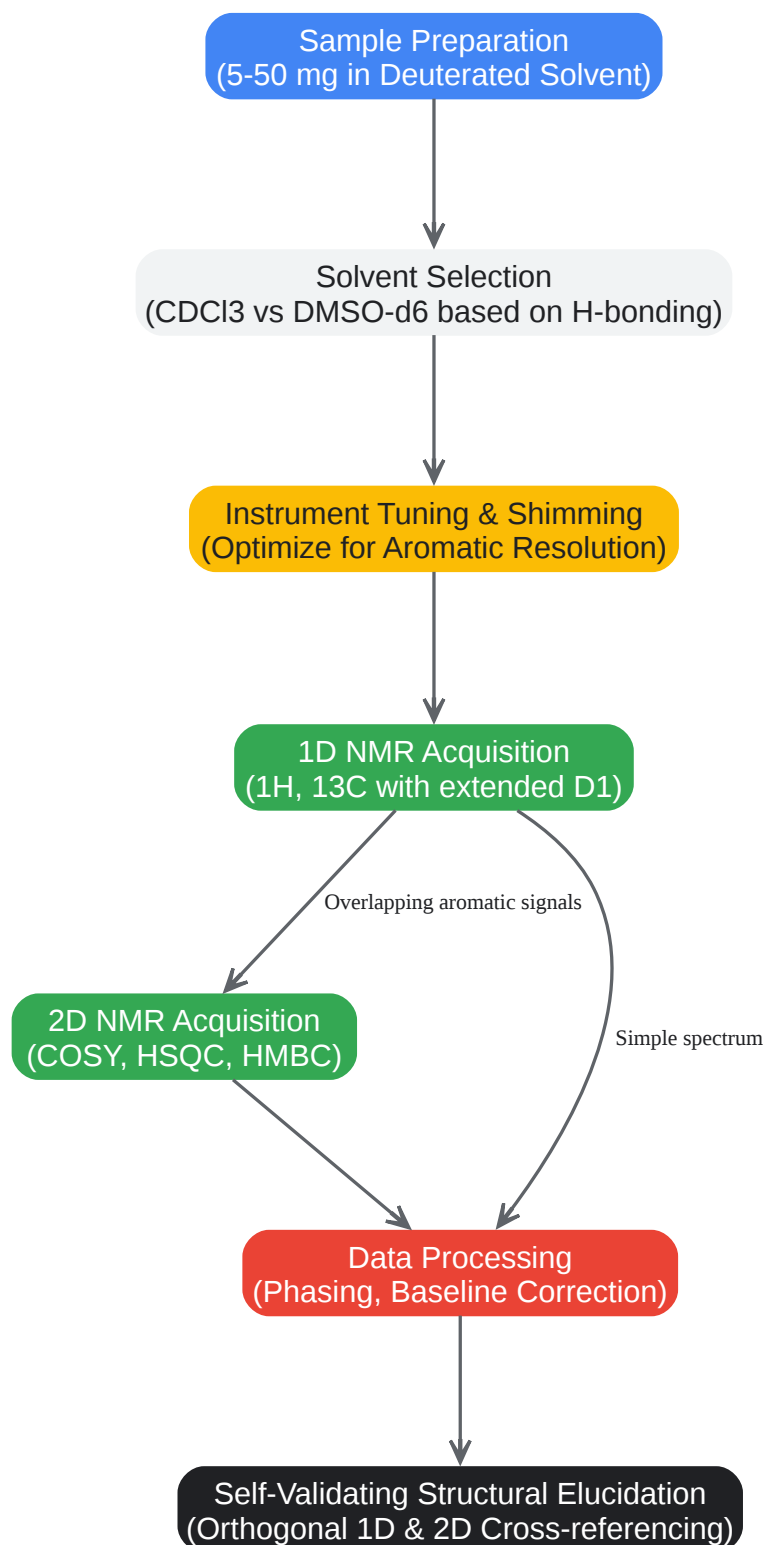 Sample Preparation
(5-50 mg in Deuterated Solvent)
Solvent Selection
(CDCl3 vs DMSO-d6 based on H-bonding)
Instrument Tuning & Shimming
(Optimize for Aromatic Resolution)
1D NMR Acquisition
(1H, 13C with extended D1)
Overlapping aromatic signals
2D NMR Acquisition
(COSY, HSQC, HMBC)
Simple spectrum
Data Processing
(Phasing, Baseline Correction)
Self-Validating Structural Elucidation
(Orthogonal 1D & 2D Cross-referencing)